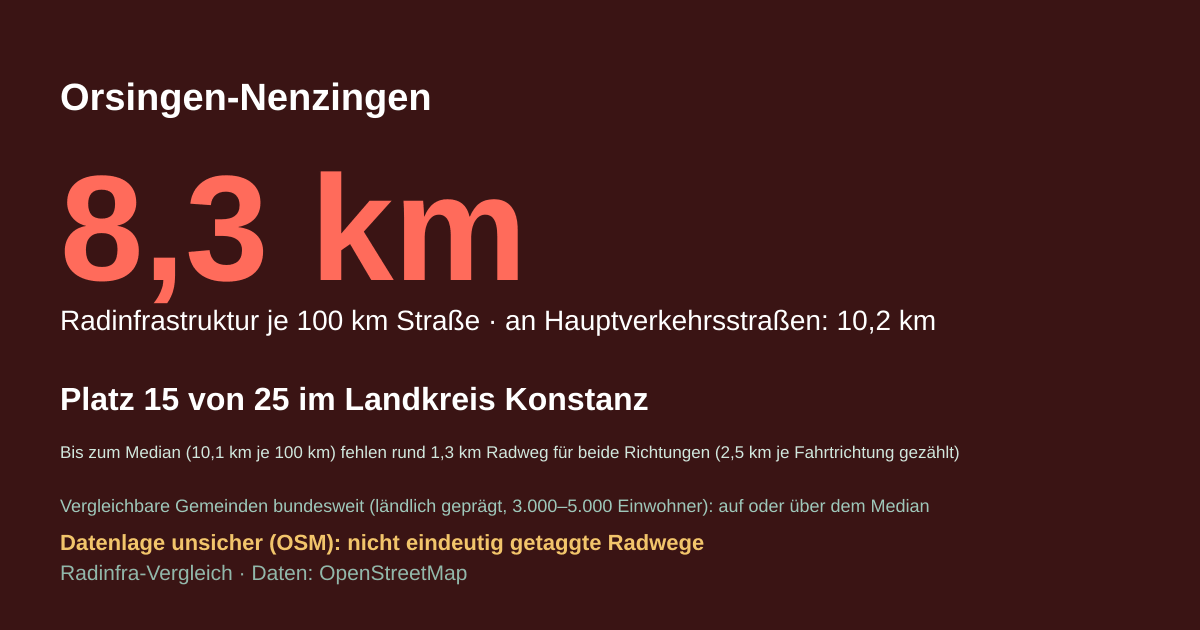 Orsingen-Nenzingen
8,3 km
Radinfrastruktur je 100 km Straße · an Hauptverkehrsstraßen: 10,2 km
Platz 15 von 25 im Landkreis Konstanz
Bis zum Median (10,1 km je 100 km) fehlen rund 1,3 km Radweg für beide Richtungen (2,5 km je Fahrtrichtung gezählt)
Vergleichbare Gemeinden bundesweit (ländlich geprägt, 3.000–5.000 Einwohner): auf oder über dem Median
Datenlage unsicher (OSM): nicht eindeutig getaggte Radwege
Radinfra-Vergleich · Daten: OpenStreetMap